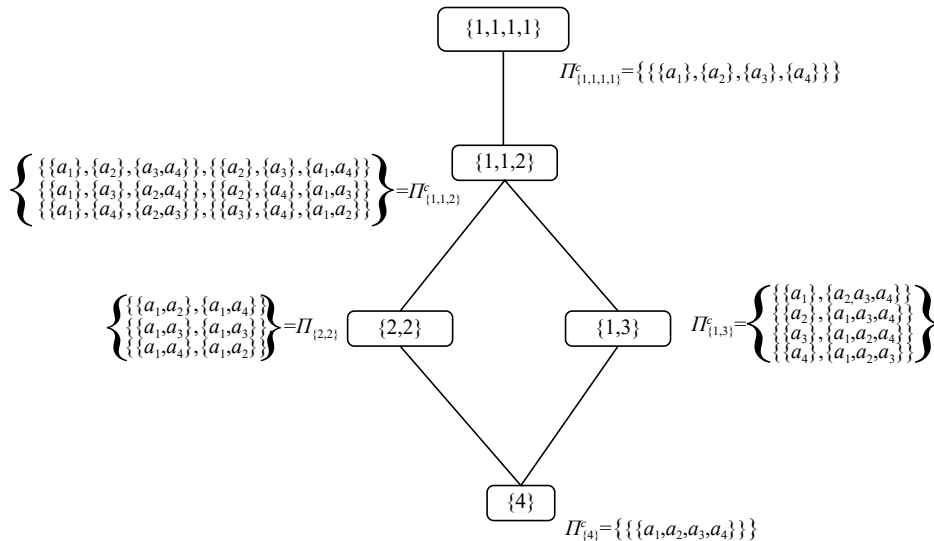 {1,1,1,1}
Π^c_{1,1,1,1}={{{a₁},{a₂},{a₃},{a₄}}}
{1,1,2}
{{a₁},{a₂},{a₃,a₄}},{{a₂},{a₃},{a₁,a₄}}
{{a₁},{a₃},{a₂,a₄}},{{a₂},{a₄},{a₁,a₃}}
{{a₁},{a₄},{a₂,a₃}},{{a₃},{a₄},{a₁,a₂}}
=Π^c_{1,1,2}
{{a₁,a₂},{a₁,a₄}}
{{a₁,a₃},{a₁,a₃}}
{{a₁,a₄},{a₁,a₂}}
=Π_{2,2}
{2,2}
{1,3}
Π^c_{1,3}=
{{a₁},{a₂,a₃,a₄}}
{{a₂},{a₁,a₃,a₄}}
{{a₃},{a₁,a₂,a₄}}
{{a₄},{a₁,a₂,a₃}}
{4}
Π^c_{4}={{{a₁,a₂,a₃,a₄}}}